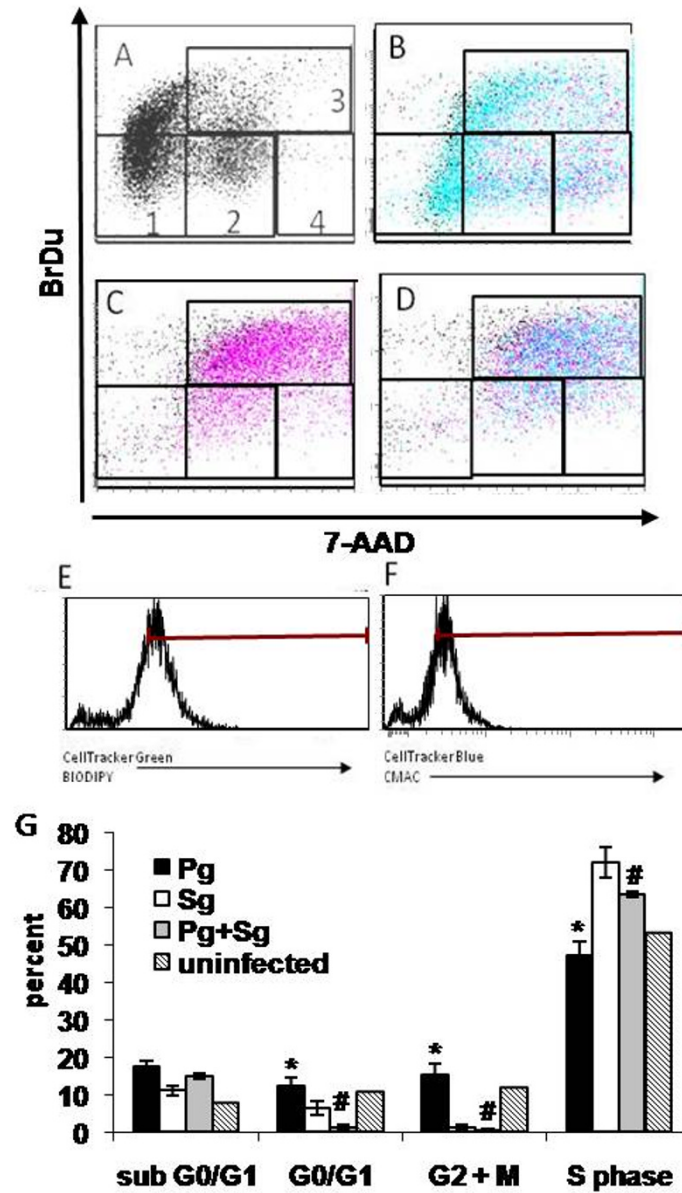 A
B
3
1
2
4
C
D
BrDu
7-AAD
E
F
CellTracker Green
BIODIPY
CellTracker Blue
CMAC
G
80
70
60
50
40
30
20
10
0
percent
Pg
Sg
Pg+Sg
uninfected
*
#
*
#
*
#
sub G0/G1
G0/G1
G2 + M
S phase